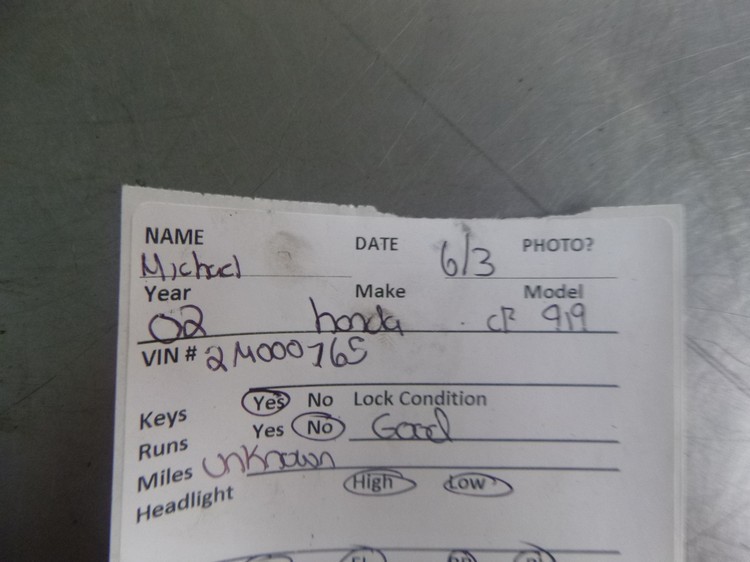 NAME Michael DATE 6/3 PHOTO?
Year 02 Make honda Model CB 919
VIN # 2M000765
Keys Yes No Lock Condition Good
Runs Yes No
Miles unknown
Headlight High Low